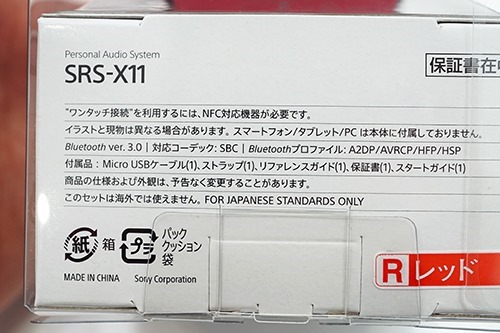 Personal Audio System
SRS-X11
保証書在中
"ワンタッチ接続"を利用するには、NFC対応機器が必要です。
イラストと現物は異なる場合があります。スマートフォン/タブレット/PCは本体に付属しておりません。
Bluetooth ver. 3.0 | 対応コーデック: SBC | Bluetoothプロファイル: A2DP/AVRCP/HFP/HSP
付属品：Micro USBケーブル(1)、ストラップ(1)、リファレンスガイド(1)、保証書(1)、スタートガイド(1)
商品の仕様および外観は、予告なく変更することがあります。
このセットは海外では使えません。FOR JAPANESE STANDARDS ONLY
紙 箱 プラ パック
クッション
袋
MADE IN CHINA Sony Corporation
R レッド